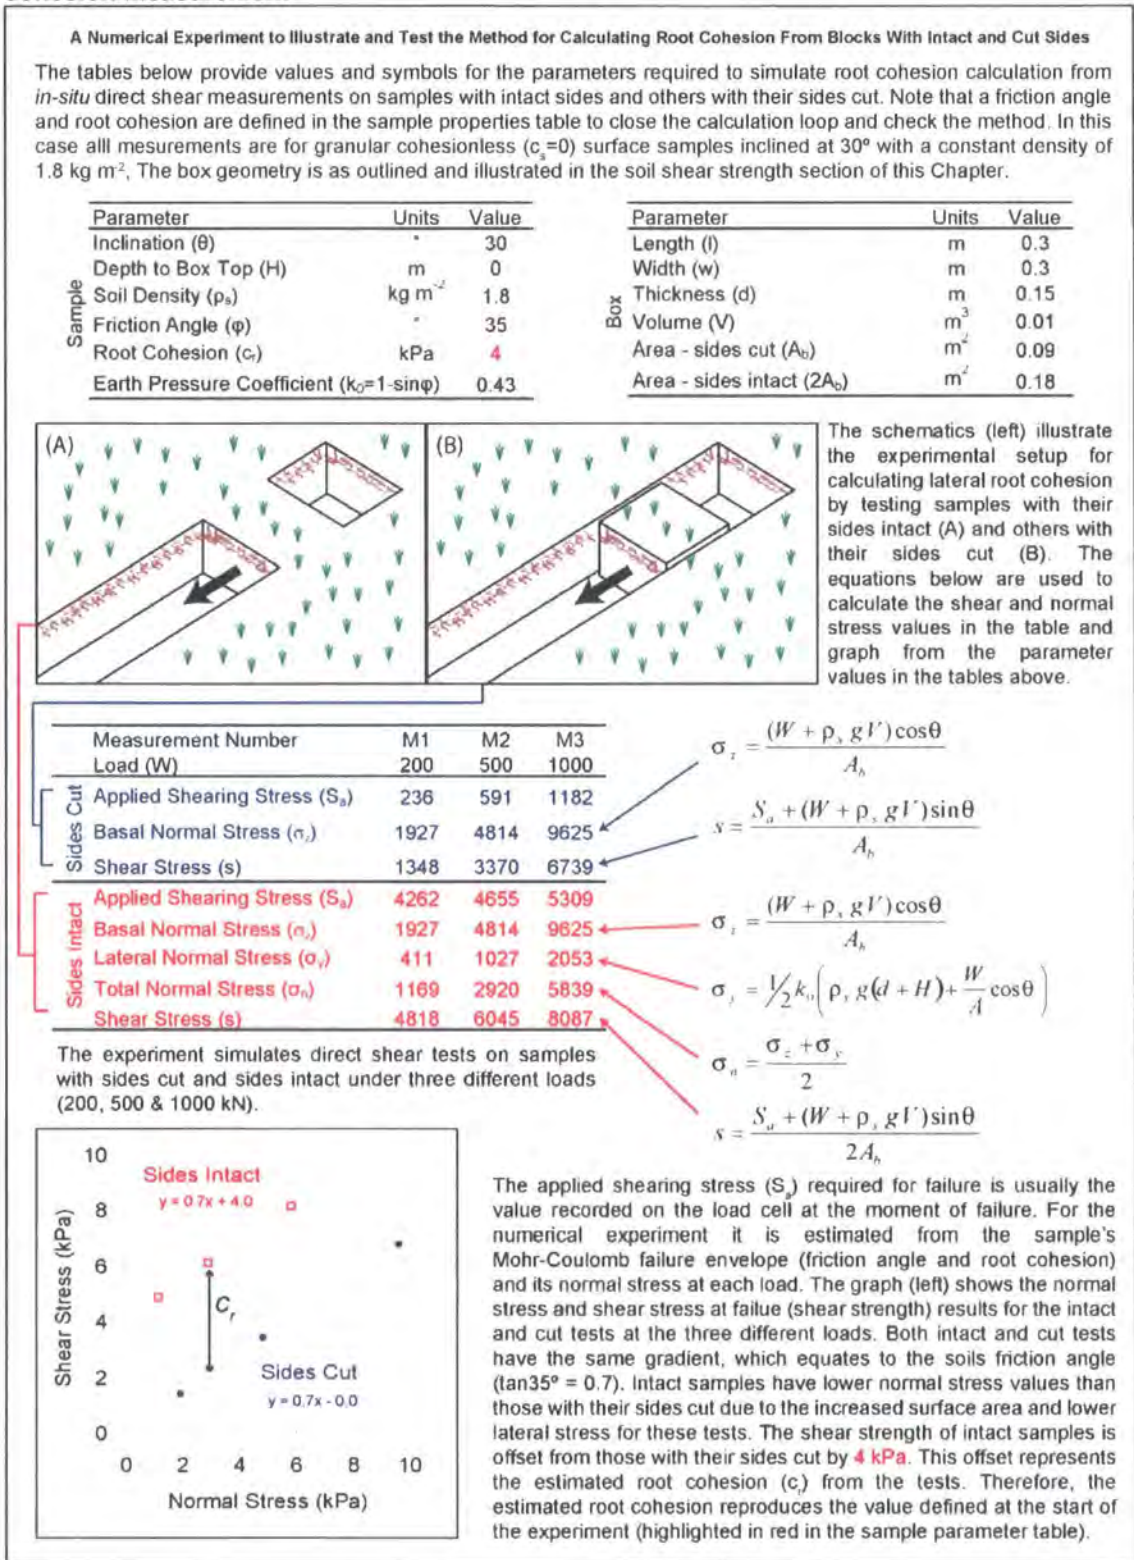 A Numerical Experiment to Illustrate and Test the Method for Calculating Root Cohesion From Blocks With Intact and Cut Sides
The tables below provide values and symbols for the parameters required to simulate root cohesion calculation from
in-situ direct shear measurements on samples with intact sides and others with their sides cut. Note that a friction angle
and root cohesion are defined in the sample properties table to close the calculation loop and check the method. In this
case alll mesurements are for granular cohesionless (cₛ=0) surface samples inclined at 30º with a constant density of
1.8 kg m⁻², The box geometry is as outlined and illustrated in the soil shear strength section of this Chapter.
Sample
Parameter Units Value
Inclination (θ) ° 30
Depth to Box Top (H) m 0
Soil Density (ρₛ) kg m⁻² 1.8
Friction Angle (φ) ° 35
Root Cohesion (cᵣ) kPa 4
Earth Pressure Coefficient (k₀=1-sinφ) 0.43
Box
Parameter Units Value
Length (l) m 0.3
Width (w) m 0.3
Thickness (d) m 0.15
Volume (V) m³ 0.01
Area - sides cut (A_b) m² 0.09
Area - sides intact (2A_b) m² 0.18
(A)
(B)
The schematics (left) illustrate
the experimental setup for
calculating lateral root cohesion
by testing samples with their
sides intact (A) and others with
their sides cut (B). The
equations below are used to
calculate the shear and normal
stress values in the table and
graph from the parameter
values in the tables above.
Measurement Number M1 M2 M3
Load (W) 200 500 1000
Sides Cut
Applied Shearing Stress (Sₐ) 236 591 1182
Basal Normal Stress (σ_z) 1927 4814 9625
Shear Stress (s) 1348 3370 6739
Sides Intact
Applied Shearing Stress (Sₐ) 4262 4655 5309
Basal Normal Stress (σ_z) 1927 4814 9625
Lateral Normal Stress (σ_y) 411 1027 2053
Total Normal Stress (σₙ) 1169 2920 5839
Shear Stress (s) 4818 6045 8087
σ_z = (W + ρₛ gV)cosθ / A_b
s = Sₐ + (W + ρₛ gV)sinθ / A_b
σ_z = (W + ρₛ gV)cosθ / A_b
σ_y = ½ k₀(ρₛ g(d + H) + W/A cosθ)
σₙ = σ_z + σ_y / 2
s = Sₐ + (W + ρₛ gV)sinθ / 2A_b
The experiment simulates direct shear tests on samples
with sides cut and sides intact under three different loads
(200, 500 & 1000 kN).
Shear Stress (kPa)
10
8
6
4
2
0
Sides Intact
y = 0.7x + 4.0
Cᵣ
Sides Cut
y = 0.7x - 0.0
0 2 4 6 8 10
Normal Stress (kPa)
The applied shearing stress (Sₐ) required for failure is usually the
value recorded on the load cell at the moment of failure. For the
numerical experiment it is estimated from the sample's
Mohr-Coulomb failure envelope (friction angle and root cohesion)
and its normal stress at each load. The graph (left) shows the normal
stress and shear stress at failue (shear strength) results for the intact
and cut tests at the three different loads. Both intact and cut tests
have the same gradient, which equates to the soils friction angle
(tan35º = 0.7). Intact samples have lower normal stress values than
those with their sides cut due to the increased surface area and lower
lateral stress for these tests. The shear strength of intact samples is
offset from those with their sides cut by 4 kPa. This offset represents
the estimated root cohesion (cᵣ) from the tests. Therefore, the
estimated root cohesion reproduces the value defined at the start of
the experiment (highlighted in red in the sample parameter table).